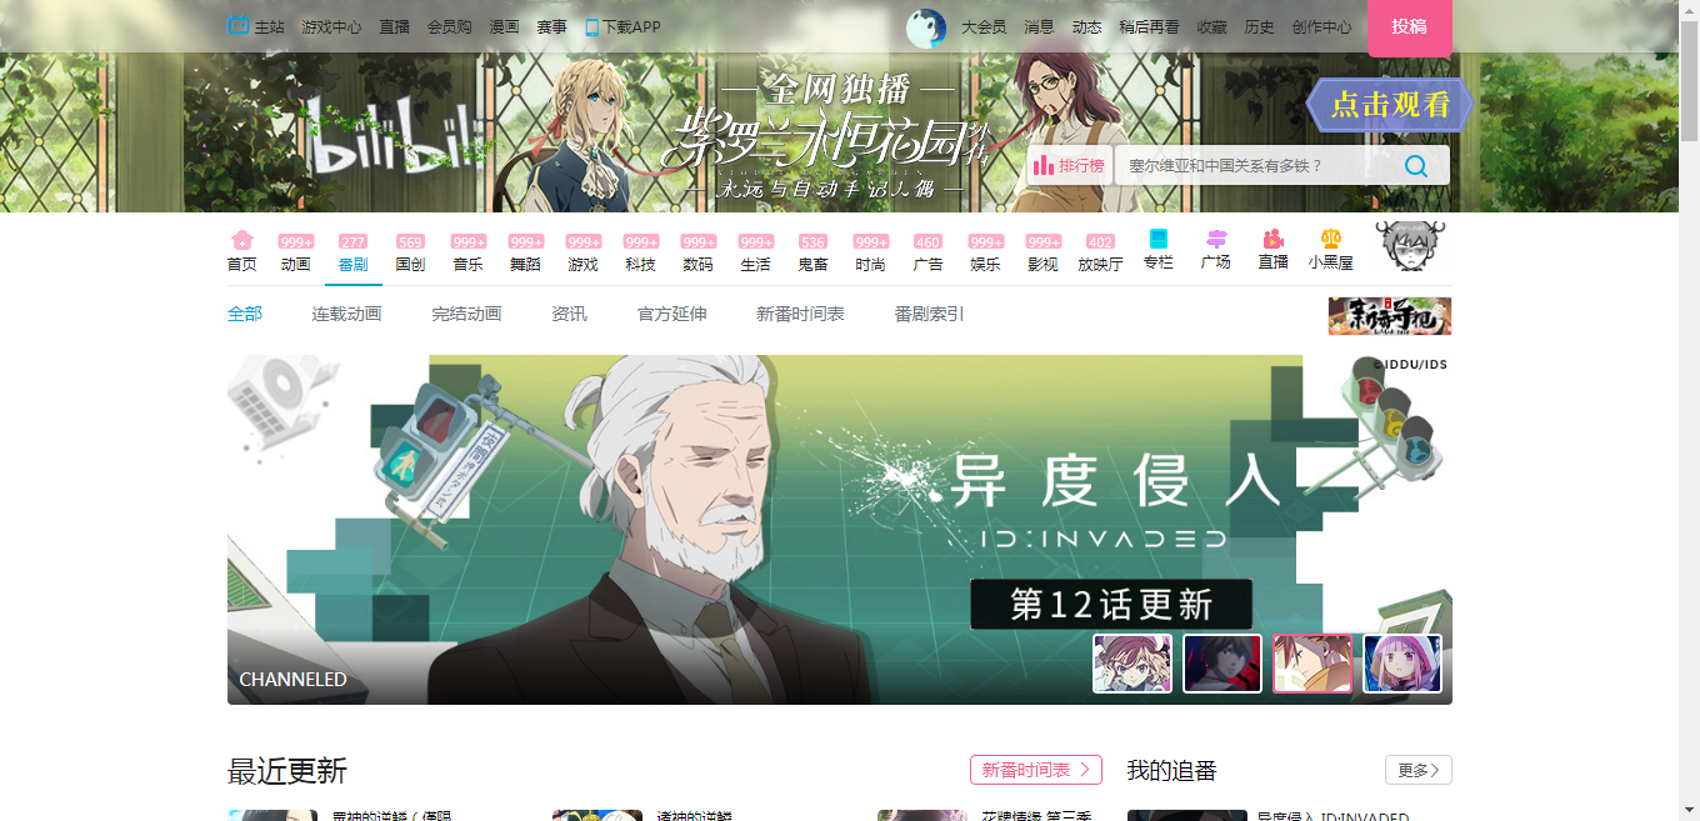 主站 游戏中心 直播 会员购 漫画 赛事 下载APP 大会员 消息 动态 稍后再看 收藏 历史 创作中心 投稿
bilibili
全网独播
紫罗兰永恒花园外传
永远与自动手记人偶
点击观看
排行榜 塞尔维亚和中国关系有多铁？
999+ 277 569 999+ 999+ 999+ 999+ 999+ 999+ 536 999+ 460 999+ 999+ 402
首页 动画 番剧 国创 音乐 舞蹈 游戏 科技 数码 生活 鬼畜 时尚 广告 娱乐 影视 放映厅 专栏 广场 直播 小黑屋
全部 连载动画 完结动画 资讯 官方延伸 新番时间表 番剧索引
©IDDU/IDS
异度侵入
ID:INVADED
第12话更新
CHANNELED
最近更新 新番时间表 我的追番 更多
诸神的逆鳞 花牌情缘 第三季 异度侵入 ID:INVADED